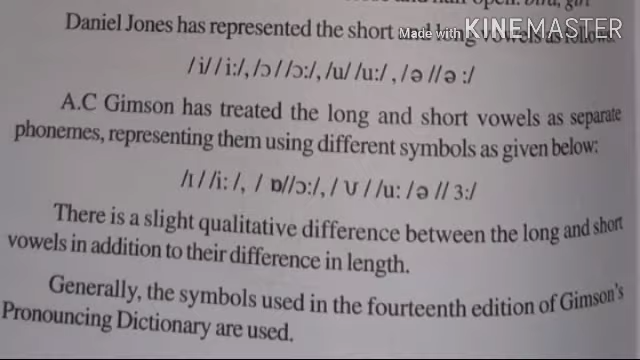 open. bird, girl
Daniel Jones has represented the short and long vowels as follows
Made with KINEMASTER
/i//i:/, /ɔ//ɔ:/, /u/ /u:/ , /ə//ə :/
A.C Gimson has treated the long and short vowels as separate
phonemes, representing them using different symbols as given below:
/ɪ//i: /, / ɒ//ɔ:/, / ʊ / /u: /ə // 3:/
There is a slight qualitative difference between the long and short
vowels in addition to their difference in length.
Generally, the symbols used in the fourteenth edition of Gimson's
Pronouncing Dictionary are used.